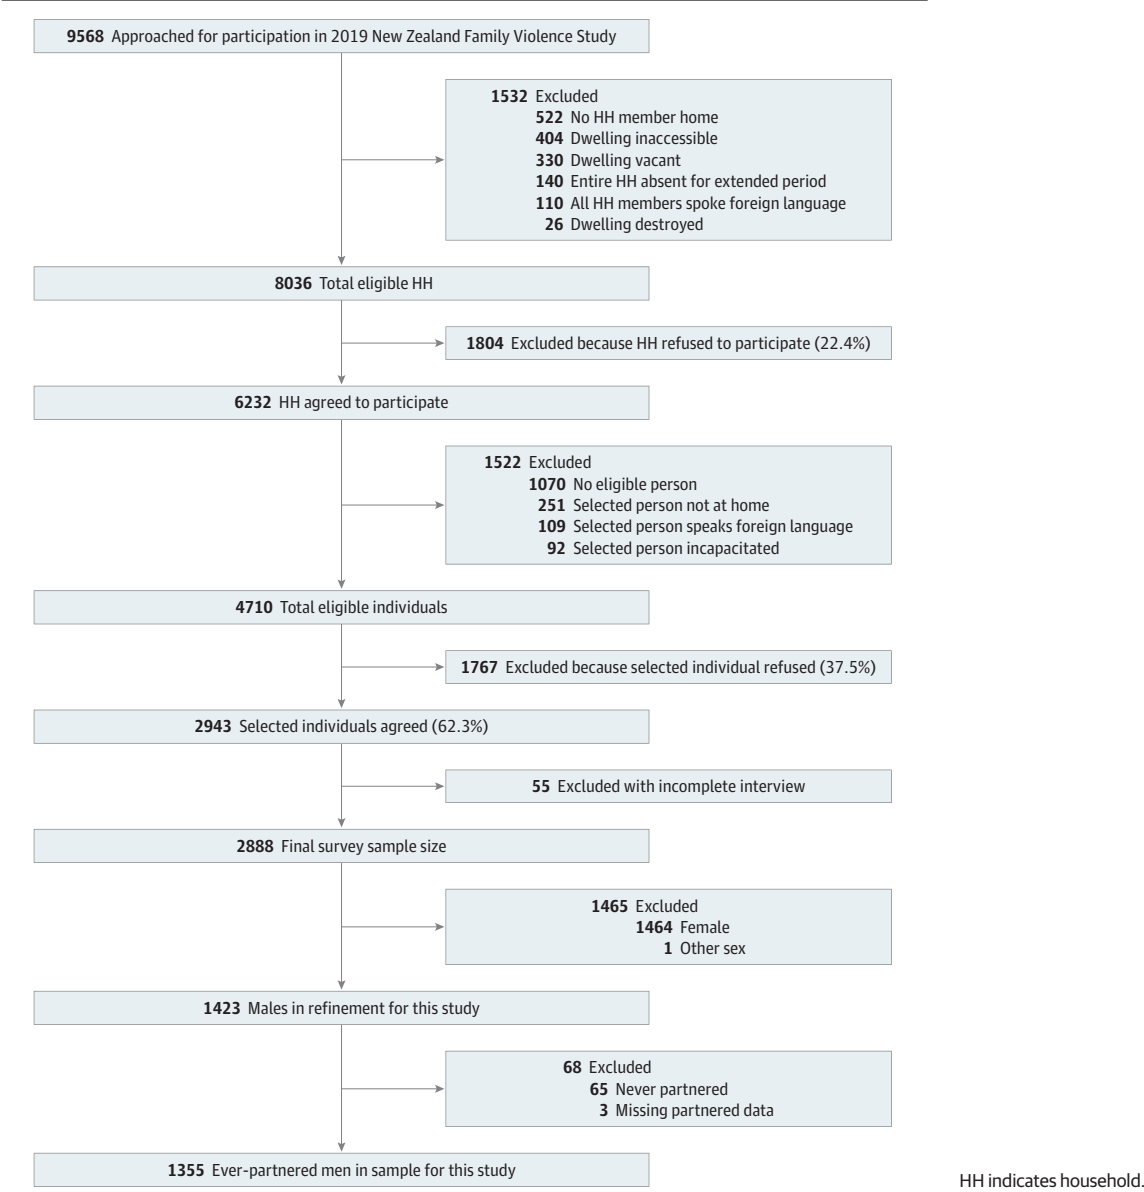 9568 Approached for participation in 2019 New Zealand Family Violence Study
1532 Excluded
522 No HH member home
404 Dwelling inaccessible
330 Dwelling vacant
140 Entire HH absent for extended period
110 All HH members spoke foreign language
26 Dwelling destroyed
8036 Total eligible HH
1804 Excluded because HH refused to participate (22.4%)
6232 HH agreed to participate
1522 Excluded
1070 No eligible person
251 Selected person not at home
109 Selected person speaks foreign language
92 Selected person incapacitated
4710 Total eligible individuals
1767 Excluded because selected individual refused (37.5%)
2943 Selected individuals agreed (62.3%)
55 Excluded with incomplete interview
2888 Final survey sample size
1465 Excluded
1464 Female
1 Other sex
1423 Males in refinement for this study
68 Excluded
65 Never partnered
3 Missing partnered data
1355 Ever-partnered men in sample for this study
HH indicates household.